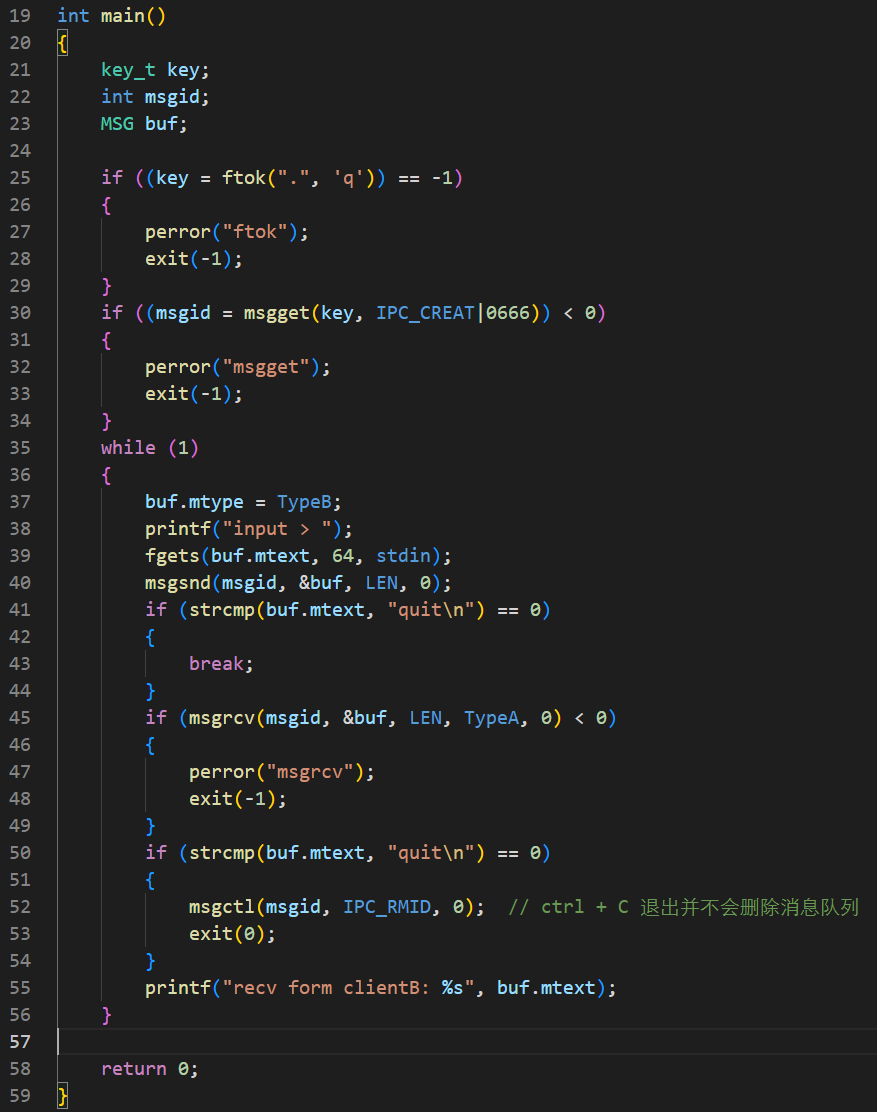 19 int main()
20 {
21     key_t key;
22     int msgid;
23     MSG buf;
24
25     if ((key = ftok(".", 'q')) == -1)
26     {
27         perror("ftok");
28         exit(-1);
29     }
30     if ((msgid = msgget(key, IPC_CREAT|0666)) < 0)
31     {
32         perror("msgget");
33         exit(-1);
34     }
35     while (1)
36     {
37         buf.mtype = TypeB;
38         printf("input > ");
39         fgets(buf.mtext, 64, stdin);
40         msgsnd(msgid, &buf, LEN, 0);
41         if (strcmp(buf.mtext, "quit\n") == 0)
42         {
43             break;
44         }
45         if (msgrcv(msgid, &buf, LEN, TypeA, 0) < 0)
46         {
47             perror("msgrcv");
48             exit(-1);
49         }
50         if (strcmp(buf.mtext, "quit\n") == 0)
51         {
52             msgctl(msgid, IPC_RMID, 0);  // ctrl + C 退出并不会删除消息队列
53             exit(0);
54         }
55         printf("recv form clientB: %s", buf.mtext);
56     }
57
58     return 0;
59 }